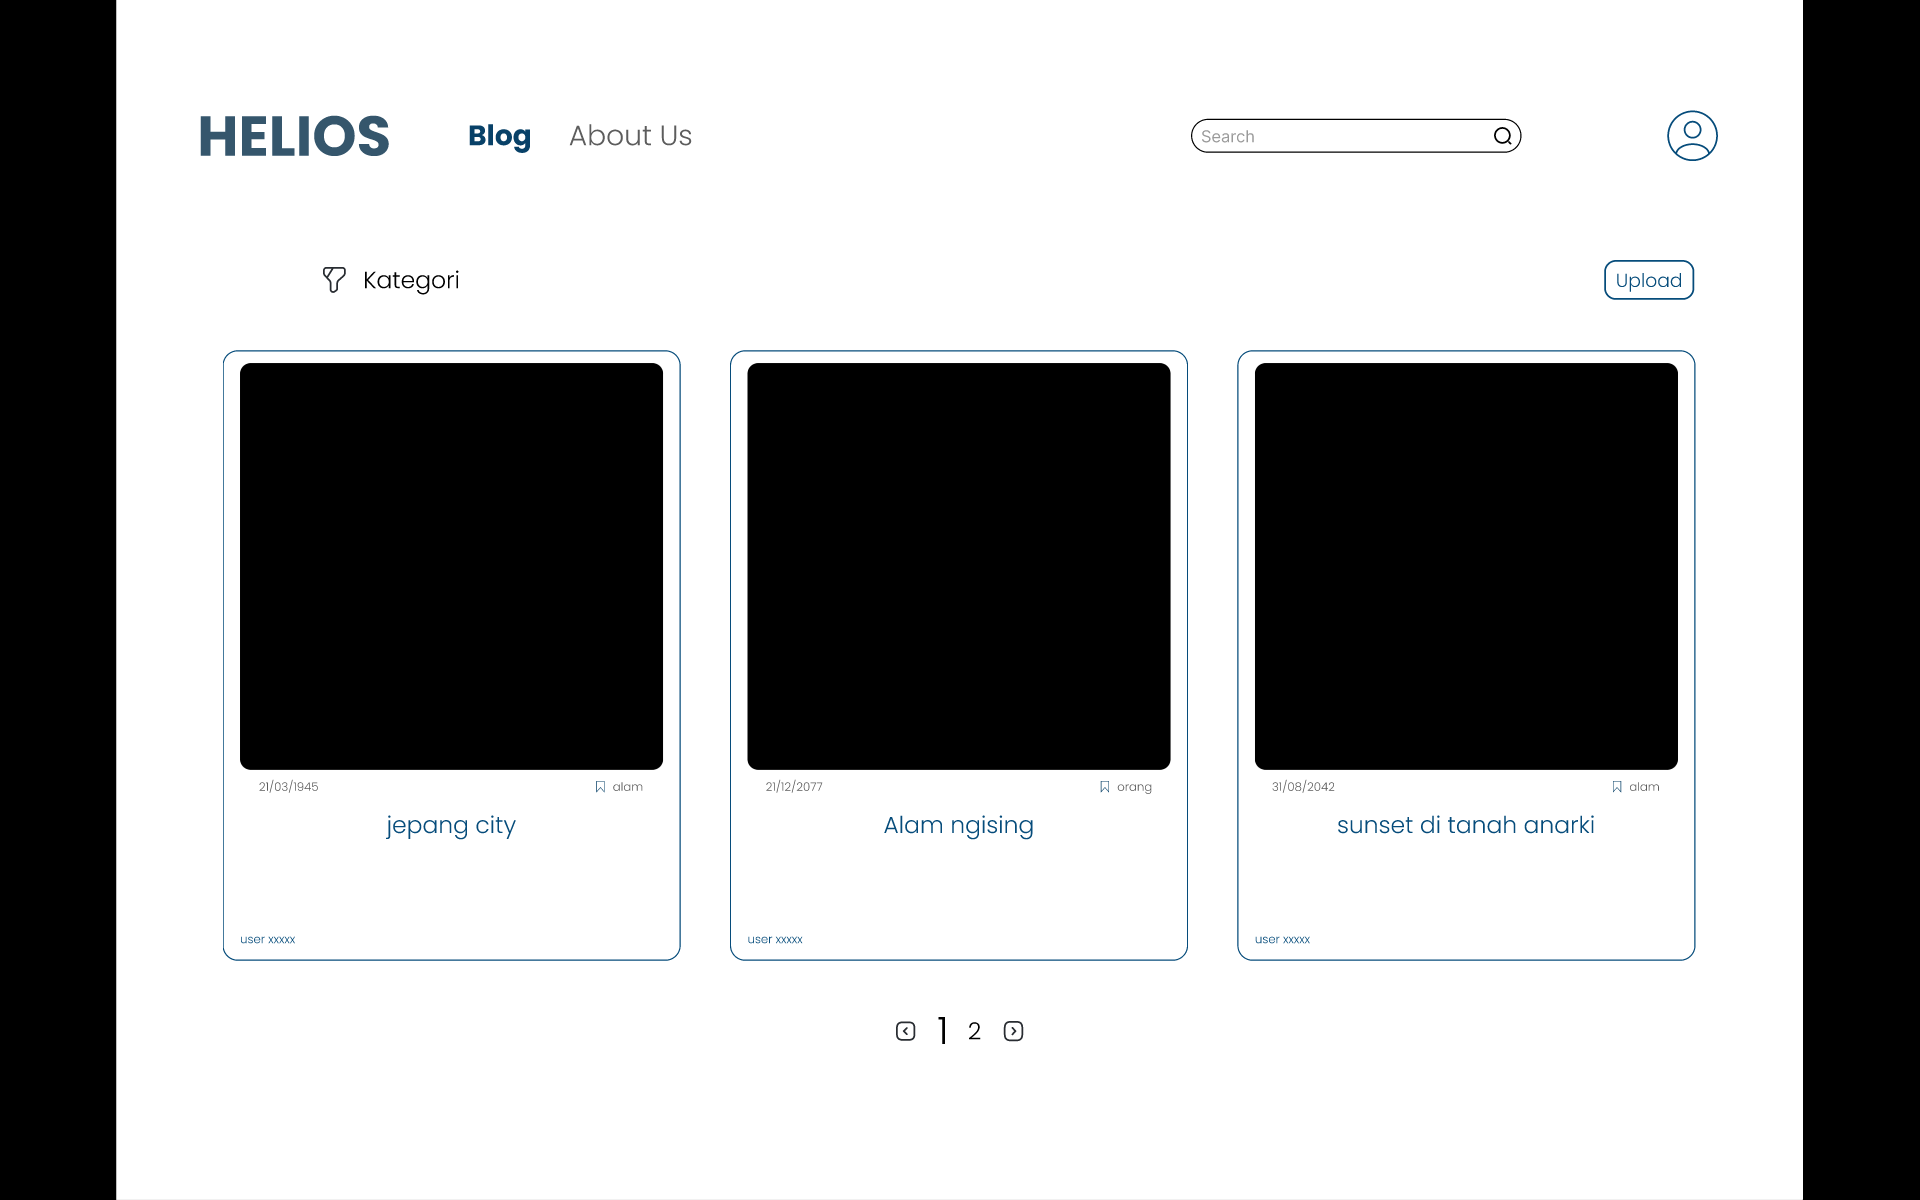 HELIOS
Blog
About Us
Search
Kategori
Upload
21/03/1945
alam
jepang city
user xxxxx
21/12/2077
orang
Alam ngising
user xxxxx
31/08/2042
alam
sunset di tanah anarki
user xxxxx
1 2